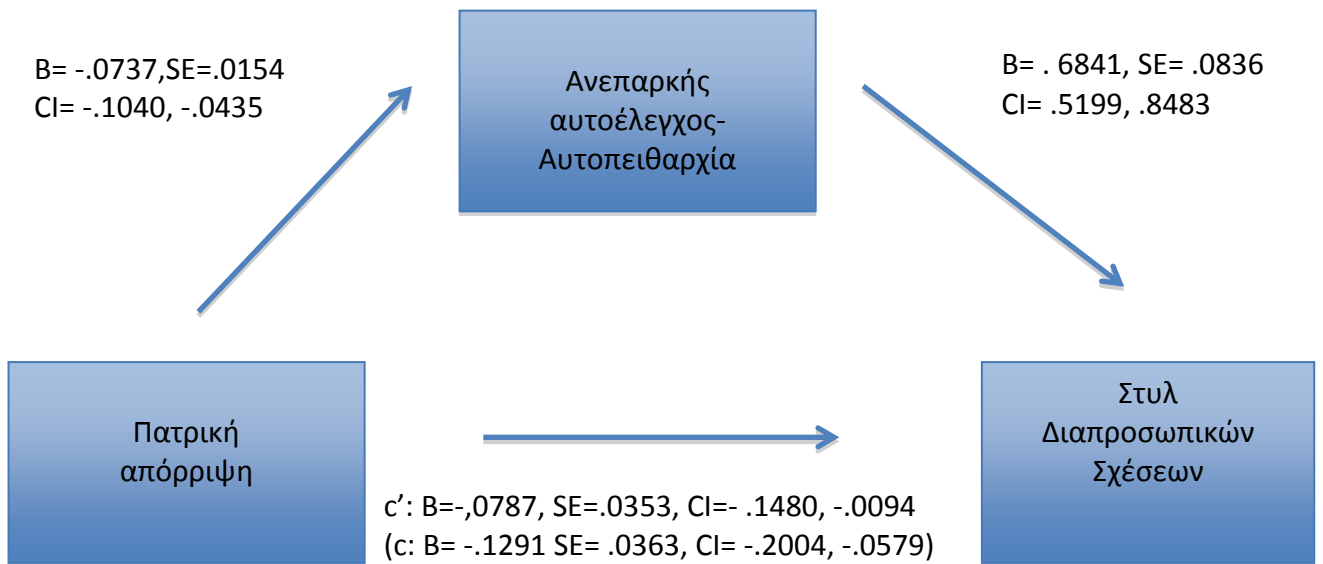 B= -.0737,SE=.0154
CI= -.1040, -.0435
Ανεπαρκής
αυτοέλεγχος-
Αυτοπειθαρχία
B= . 6841, SE= .0836
CI= .5199, .8483
Πατρική
απόρριψη
Στυλ
Διαπροσωπικών
Σχέσεων
c’: B=-,0787, SE=.0353, CI=- .1480, -.0094
(c: B= -.1291 SE= .0363, CI= -.2004, -.0579)